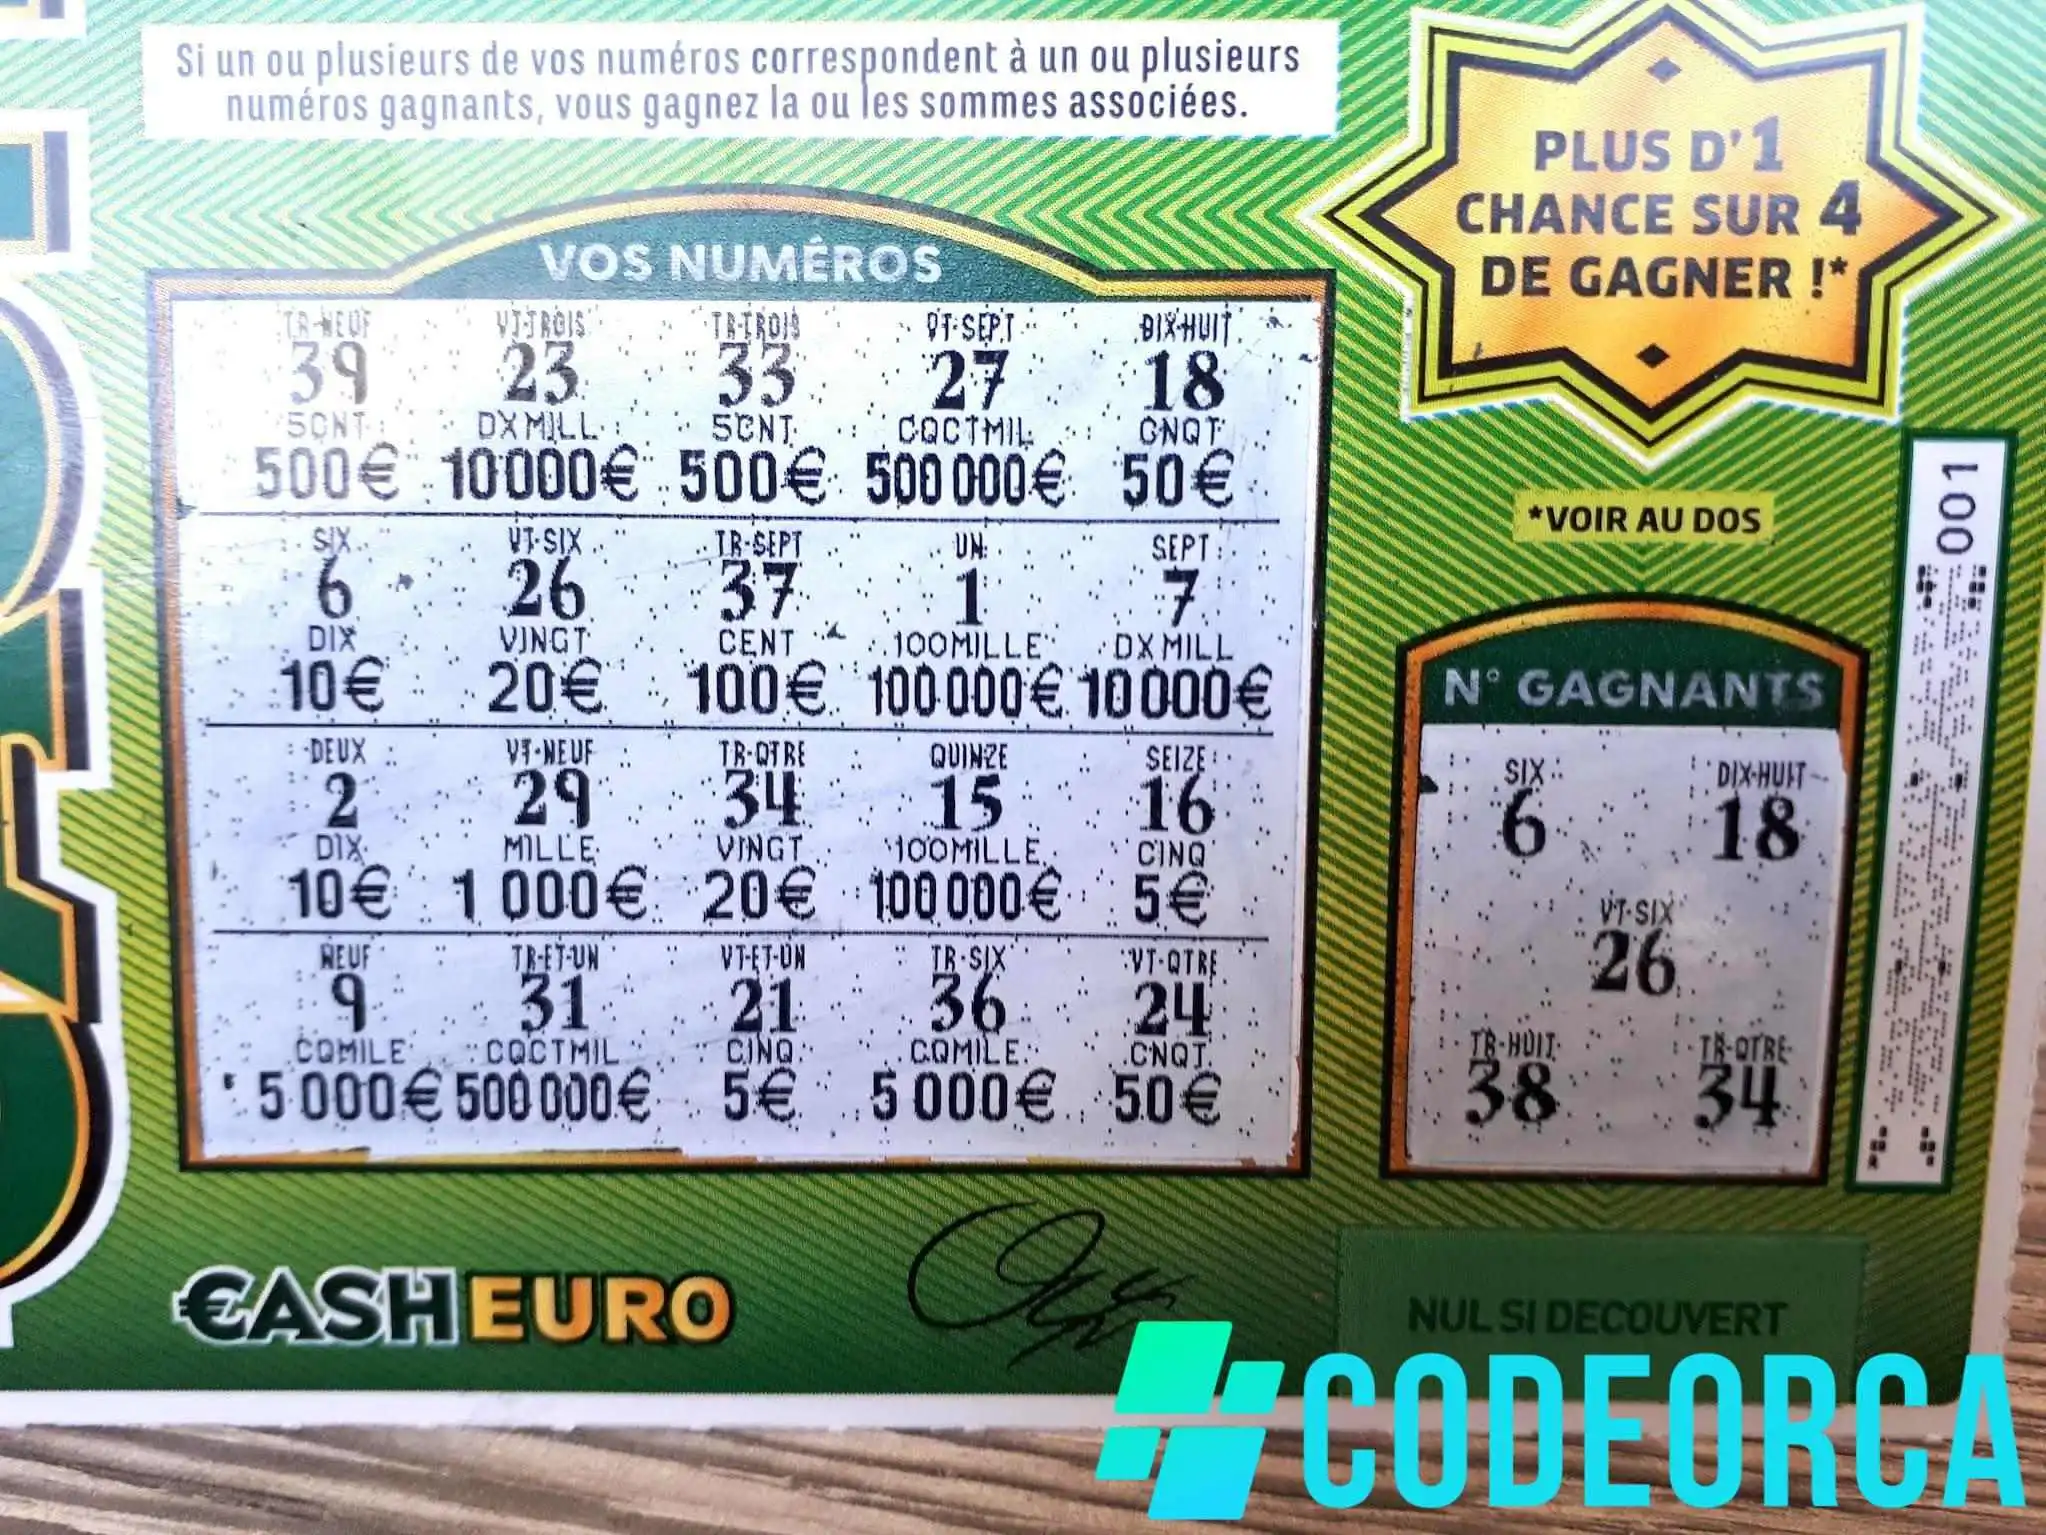 Si un ou plusieurs de vos numéros correspondent à un ou plusieurs
numéros gagnants, vous gagnez la ou les sommes associées.
PLUS D'1
CHANCE SUR 4
DE GAGNER !*
*VOIR AU DOS
VOS NUMÉROS
TR-NEUF VT-TROIS TR-TROIS VT-SEPT DIX-HUIT
39 23 33 27 18
5CNT DXMILL 5CNT CQCTMIL CNQT
500€ 10 000€ 500€ 500 000€ 50€
SIX VT-SIX TR-SEPT UN SEPT
6 26 37 1 7
DIX VINGT CENT 100MILLE DXMILL
10€ 20€ 100€ 100 000€ 10 000€
DEUX VT-NEUF TR-QTRE QUINZE SEIZE
2 29 34 15 16
DIX MILLE VINGT 100MILLE CINQ
10€ 1 000€ 20€ 100 000€ 5€
NEUF TR-ET-UN VT-ET-UN TR-SIX VT-QTRE
9 31 21 36 24
CQMILE CQCTMIL CINQ CQMILE CNQT
5 000€ 500 000€ 5€ 5 000€ 50€
N° GAGNANTS
SIX DIX-HUIT
6 18
VT-SIX
26
TR-HUIT TR-QTRE
38 34
001
€ASH EURO
NUL SI DECOUVERT
CODEORCA